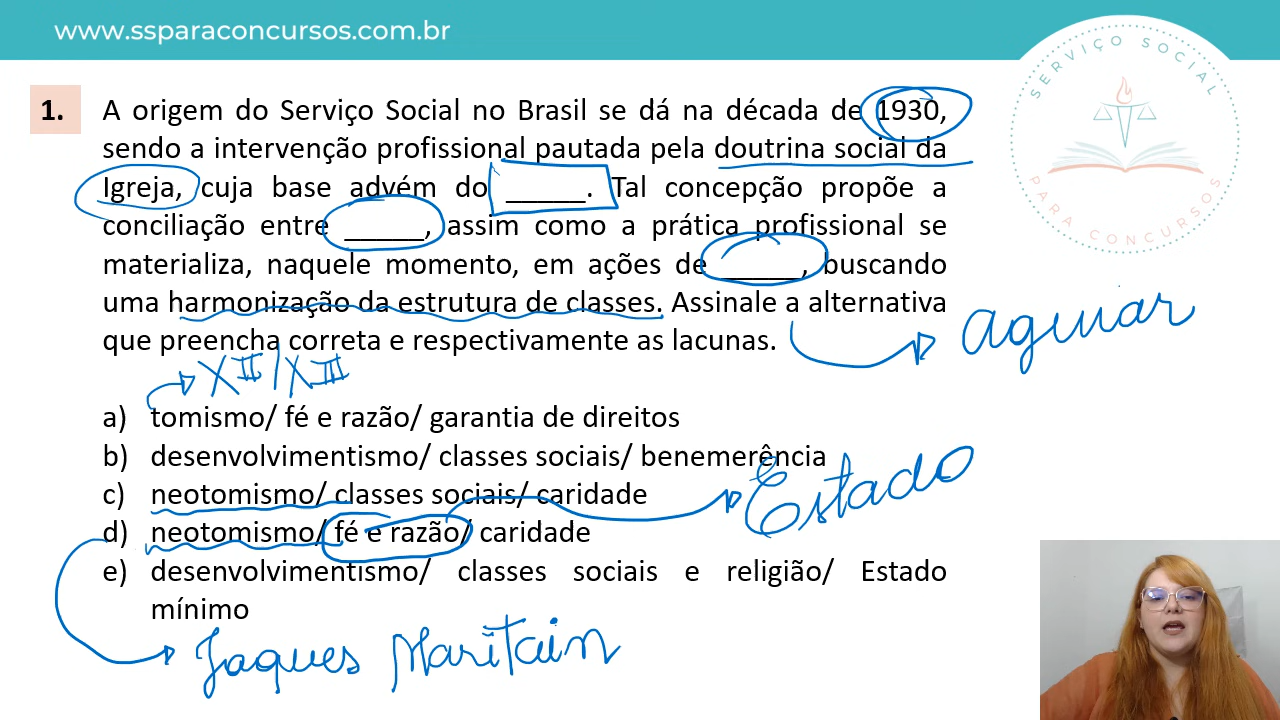 www.ssparaconcursos.com.br
SERVIÇO SOCIAL
PARA CONCURSOS
1. A origem do Serviço Social no Brasil se dá na década de 1930,
sendo a intervenção profissional pautada pela doutrina social da
Igreja, cuja base advém do _____. Tal concepção propõe a
conciliação entre _____, assim como a prática profissional se
materializa, naquele momento, em ações de _____, buscando
uma harmonização da estrutura de classes. Assinale a alternativa
que preencha correta e respectivamente as lacunas.
XII/XIII
a) tomismo/ fé e razão/ garantia de direitos
b) desenvolvimentismo/ classes sociais/ benemerência
c) neotomismo/ classes sociais/ caridade
Estado
d) neotomismo/ fé e razão/ caridade
e) desenvolvimentismo/ classes sociais e religião/ Estado
mínimo
Jaques Maritain